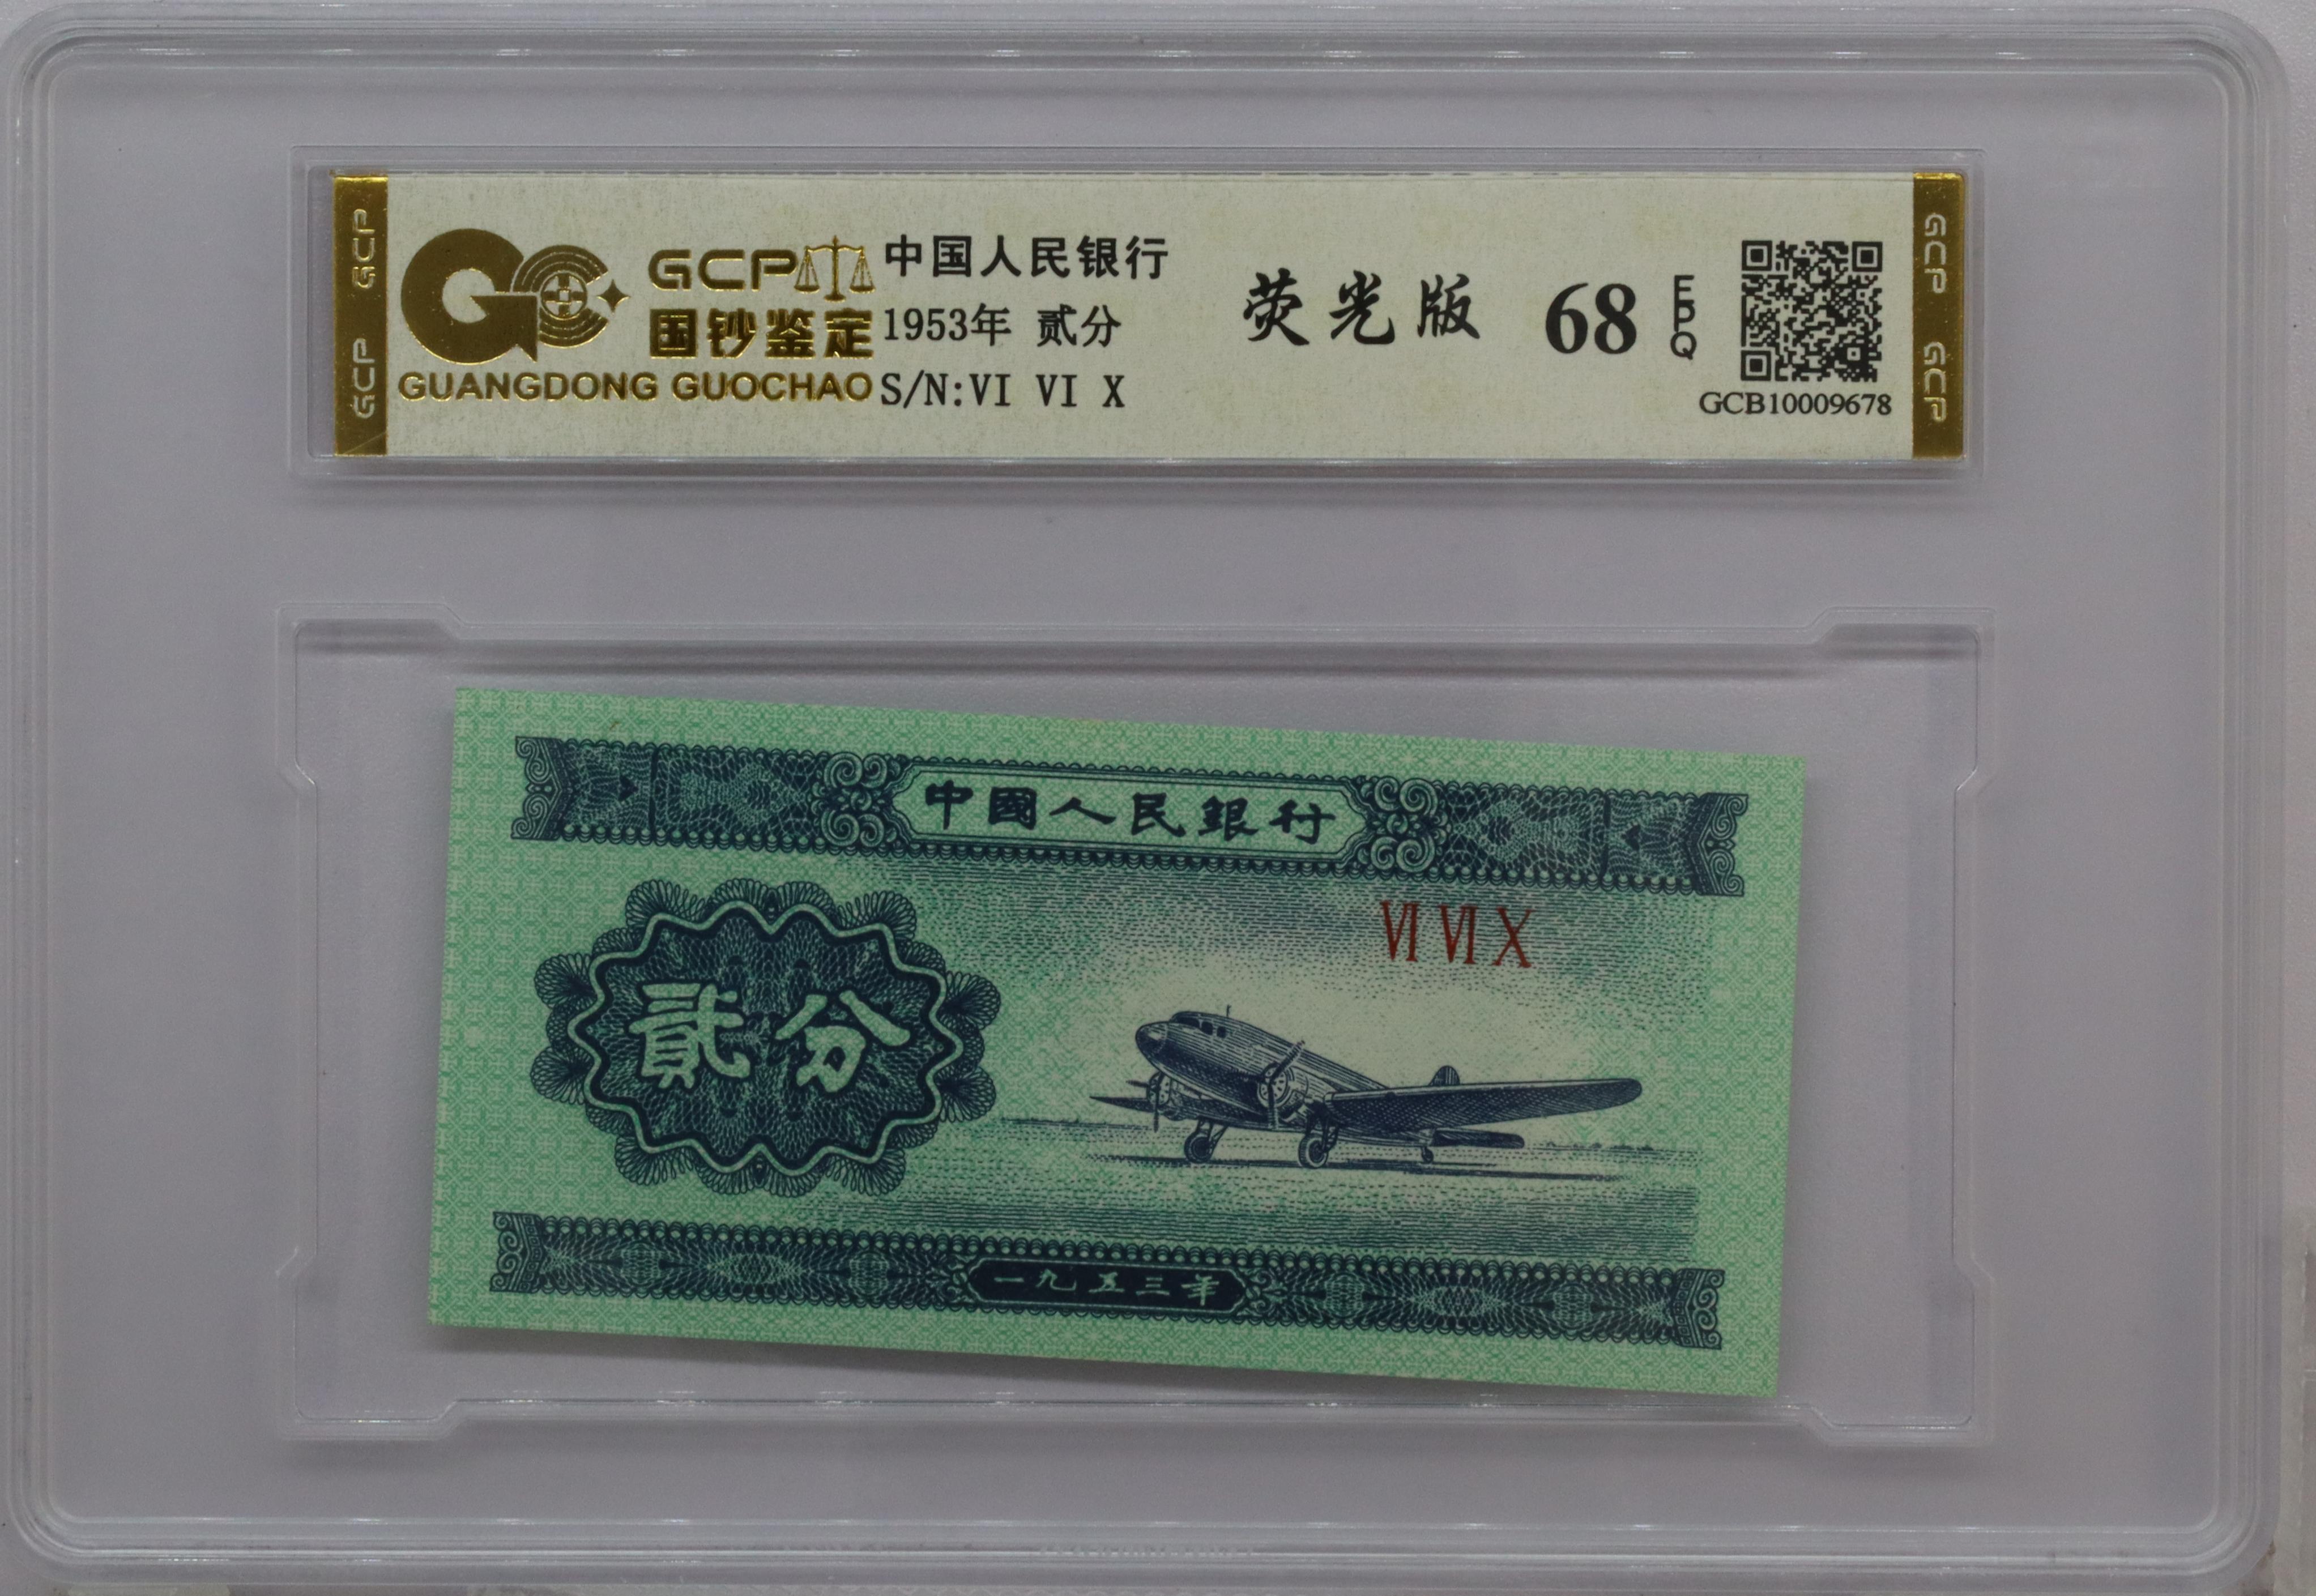 GCP GCP
GCP
国钞鉴定
GUANGDONG GUOCHAO
中国人民银行
1953年 贰分
S/N:VI VI X
荧光版
68
EPQ
GCB10009678
GCP GCP
中國人民銀行
VI VI X
貳分
一九五三年